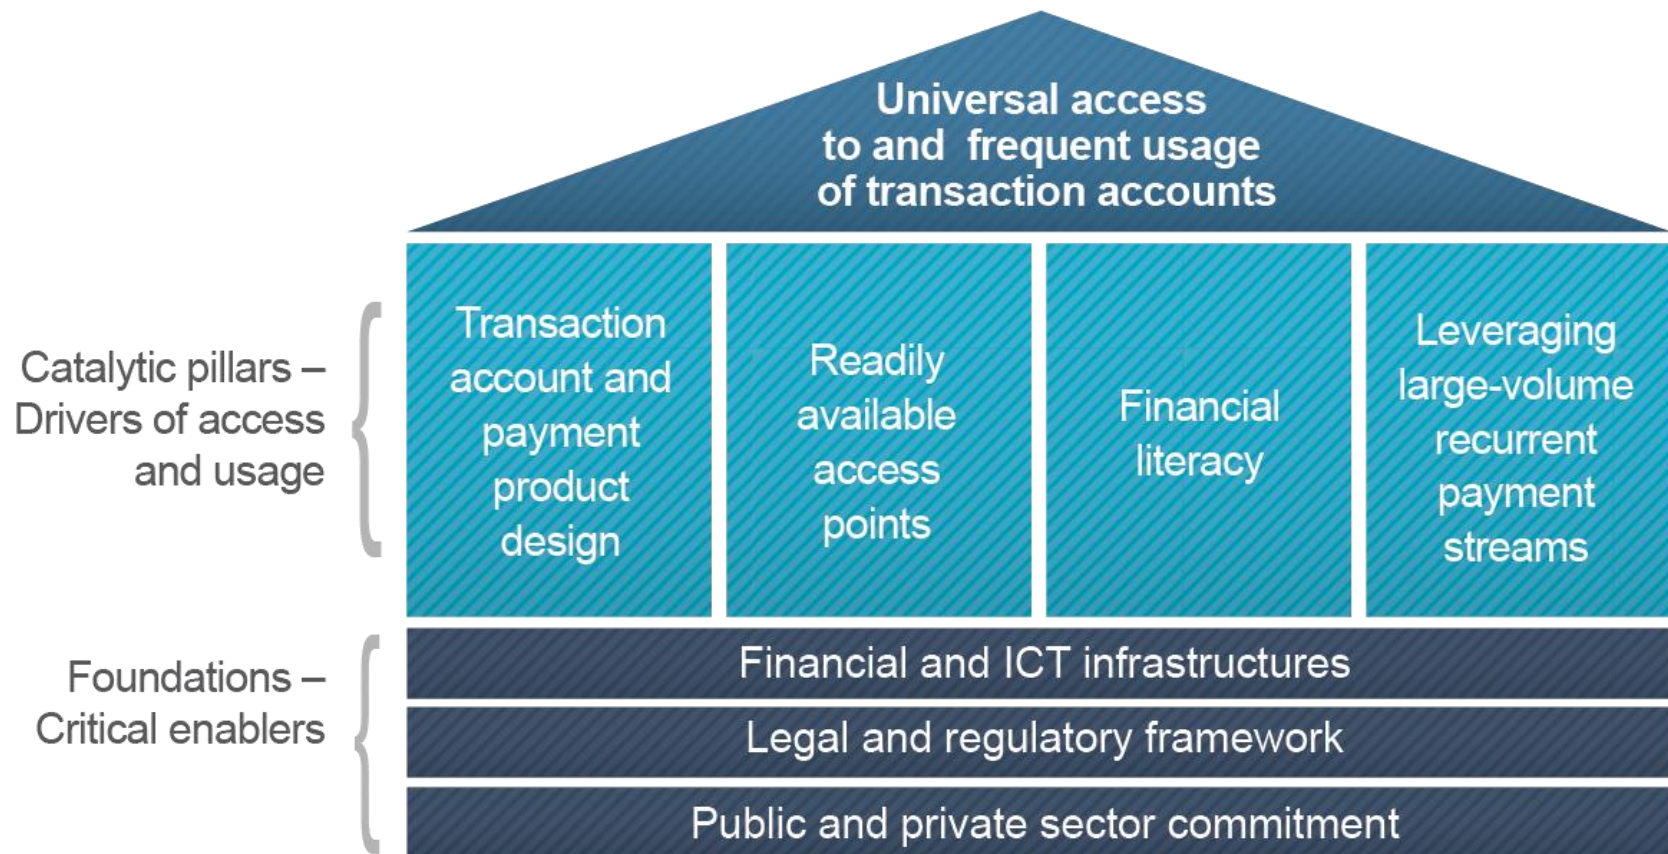 Universal access
to and frequent usage
of transaction accounts
Catalytic pillars –
Drivers of access
and usage
Transaction
account and
payment
product
design
Readily
available
access
points
Financial
literacy
Leveraging
large-volume
recurrent
payment
streams
Foundations –
Critical enablers
Financial and ICT infrastructures
Legal and regulatory framework
Public and private sector commitment